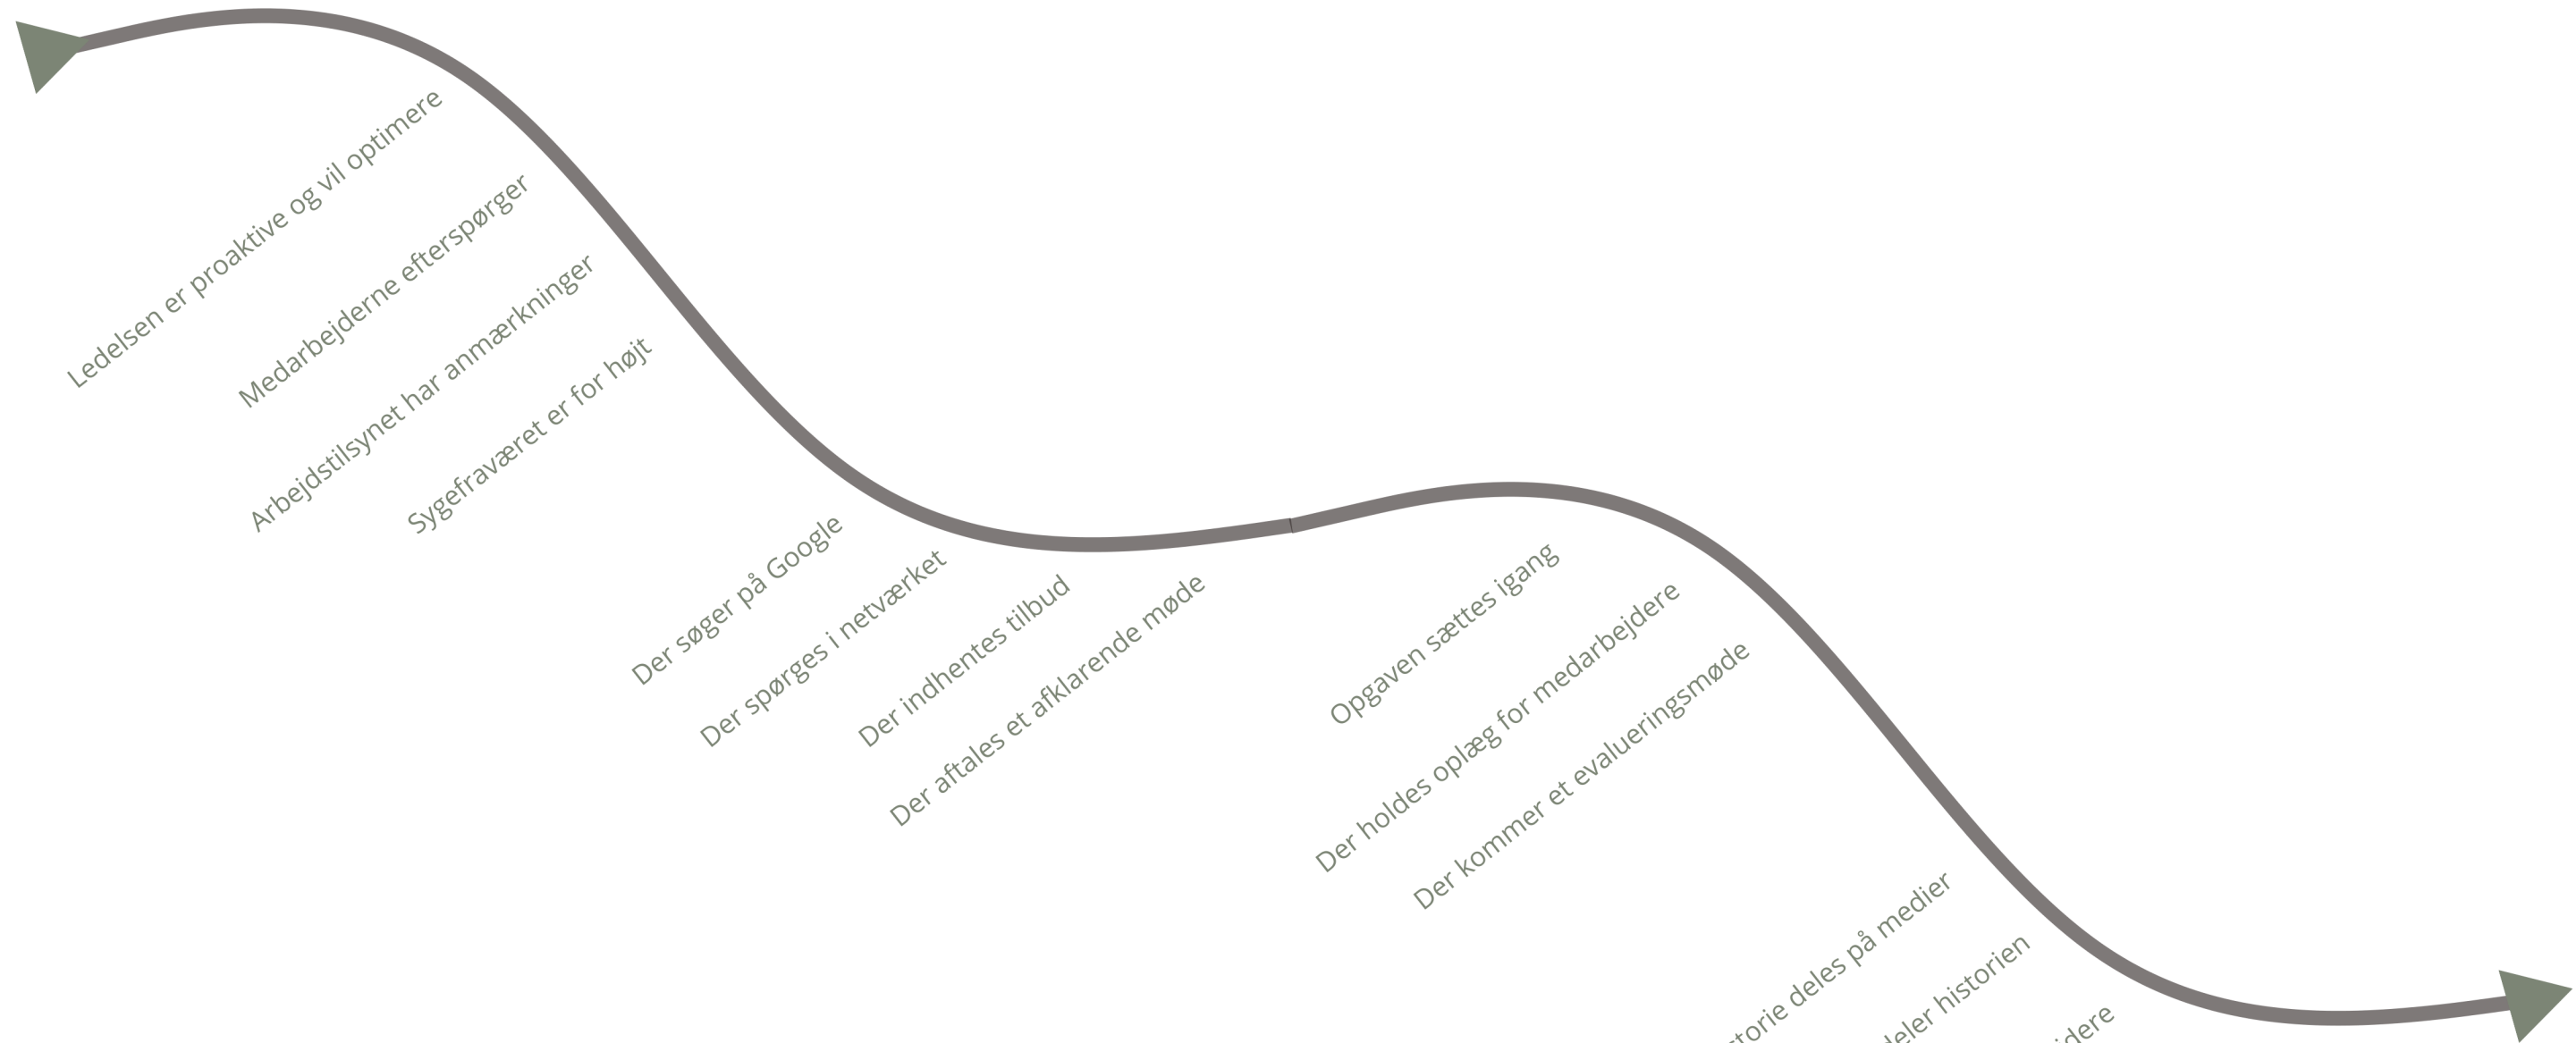 Ledelsen er proaktive og vil optimere
Medarbejderne efterspørger
Arbejdstilsynet har anmærkninger
Sygefraværet er for højt
Der søger på Google
Der spørges i netværket
Der indhentes tilbud
Der aftales et afklarende møde
Opgaven sættes igang
Der holdes oplæg for medarbejdere
Der kommer et evalueringsmøde
deles på medier
historien